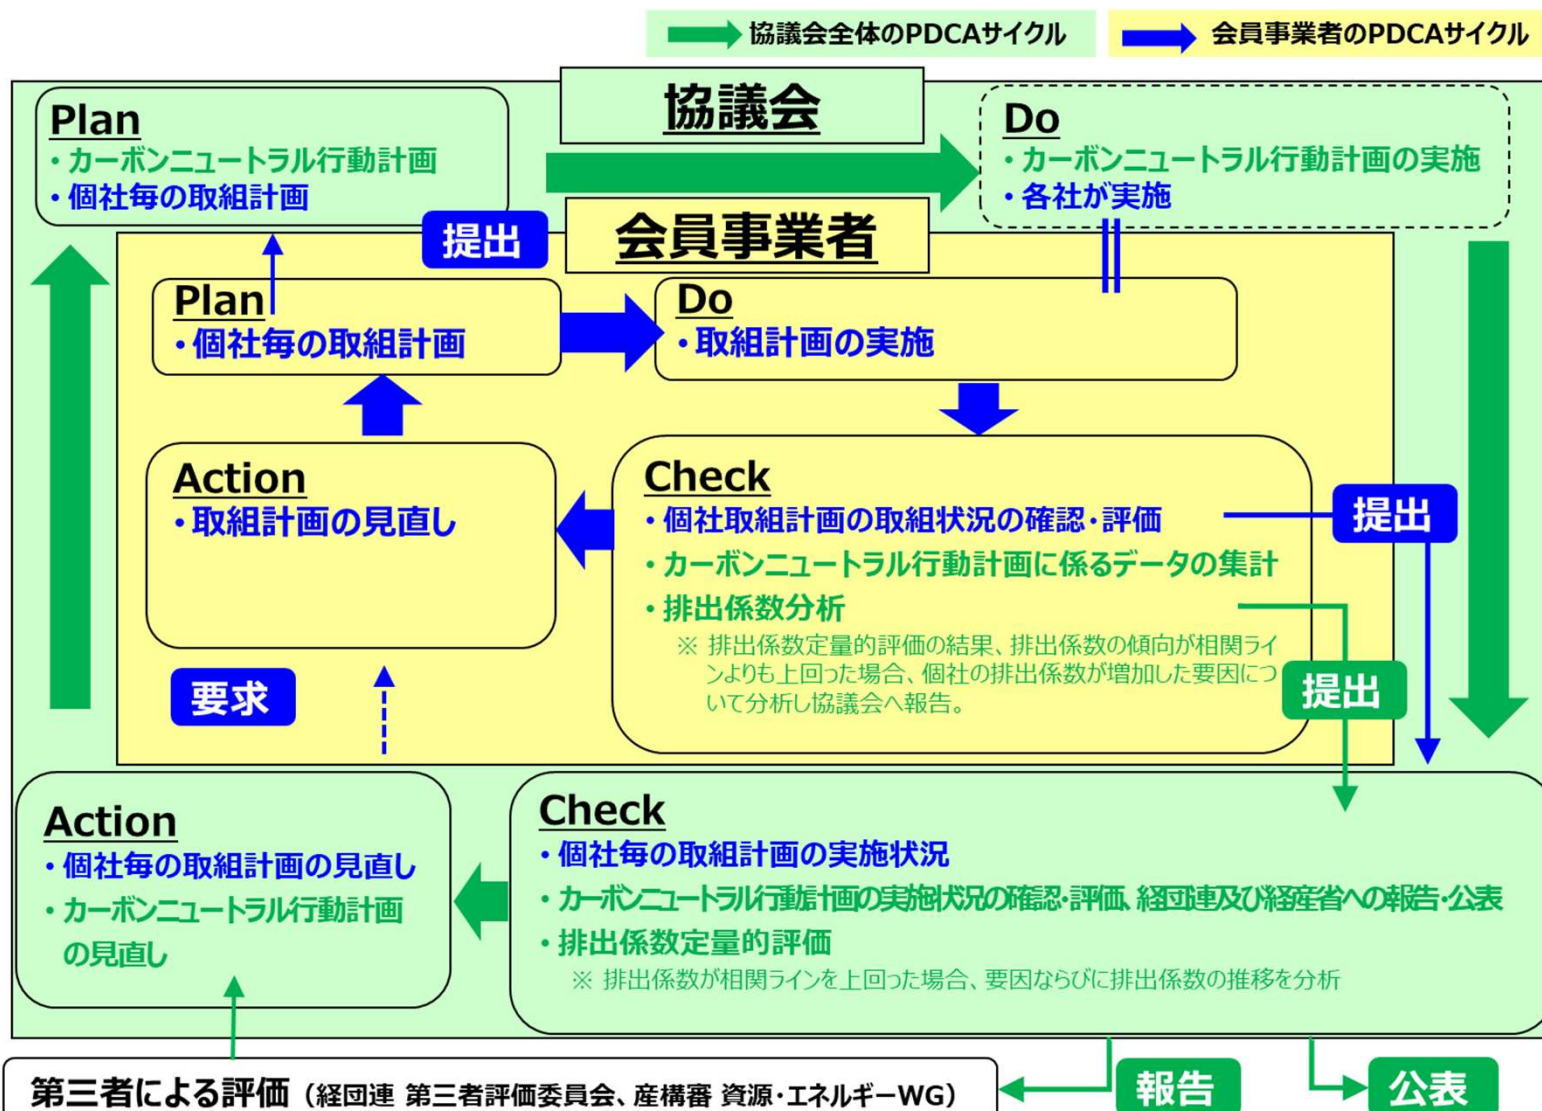 協議会全体のPDCAサイクル
会員事業者のPDCAサイクル
協議会
Plan
・カーボンニュートラル行動計画
・個社毎の取組計画
Do
・カーボンニュートラル行動計画の実施
・各社が実施
提出
会員事業者
Plan
・個社毎の取組計画
Do
・取組計画の実施
Action
・取組計画の見直し
Check
・個社取組計画の取組状況の確認・評価
・カーボンニュートラル行動計画に係るデータの集計
・排出係数分析
※ 排出係数定量的評価の結果、排出係数の傾向が相関ライ
ンよりも上回った場合、個社の排出係数が増加した要因につ
いて分析し協議会へ報告。
提出
提出
要求
Action
・個社毎の取組計画の見直し
・カーボンニュートラル行動計画
の見直し
Check
・個社毎の取組計画の実施状況
・カーボンニュートラル行動計画の実施状況の確認・評価、経団連及び経産省への報告・公表
・排出係数定量的評価
※ 排出係数が相関ラインを上回った場合、要因ならびに排出係数の推移を分析
第三者による評価（経団連 第三者評価委員会、産構審 資源・エネルギーWG）
報告
公表